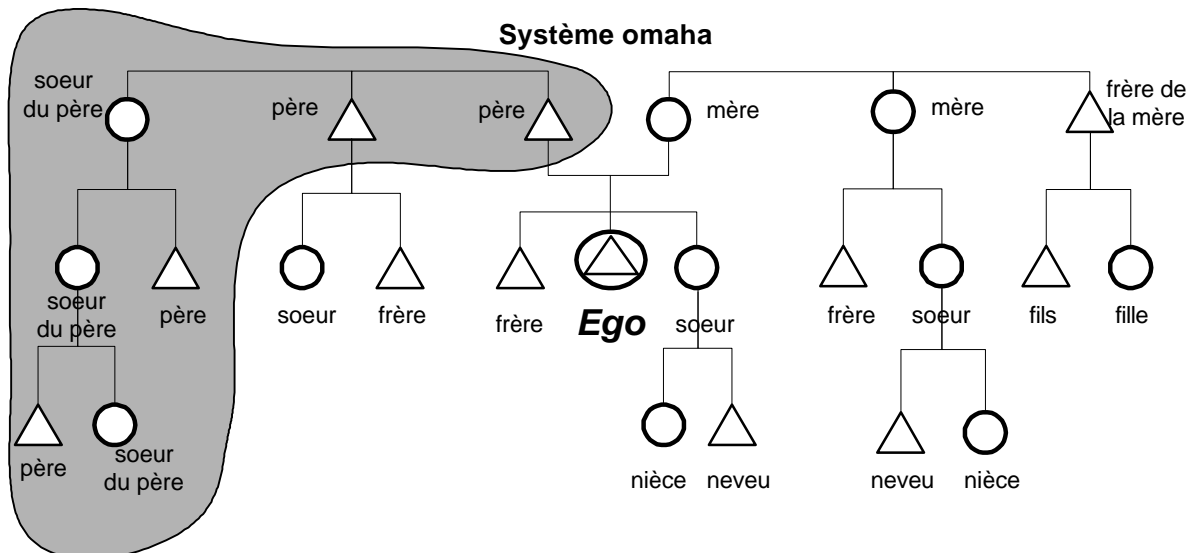 Système omaha
soeur
du père
père
père
mère
mère
frère de
la mère
soeur
du père
père
soeur
frère
frère
Ego
soeur
frère
soeur
fils
fille
père
soeur
du père
nièce
neveu
neveu
nièce